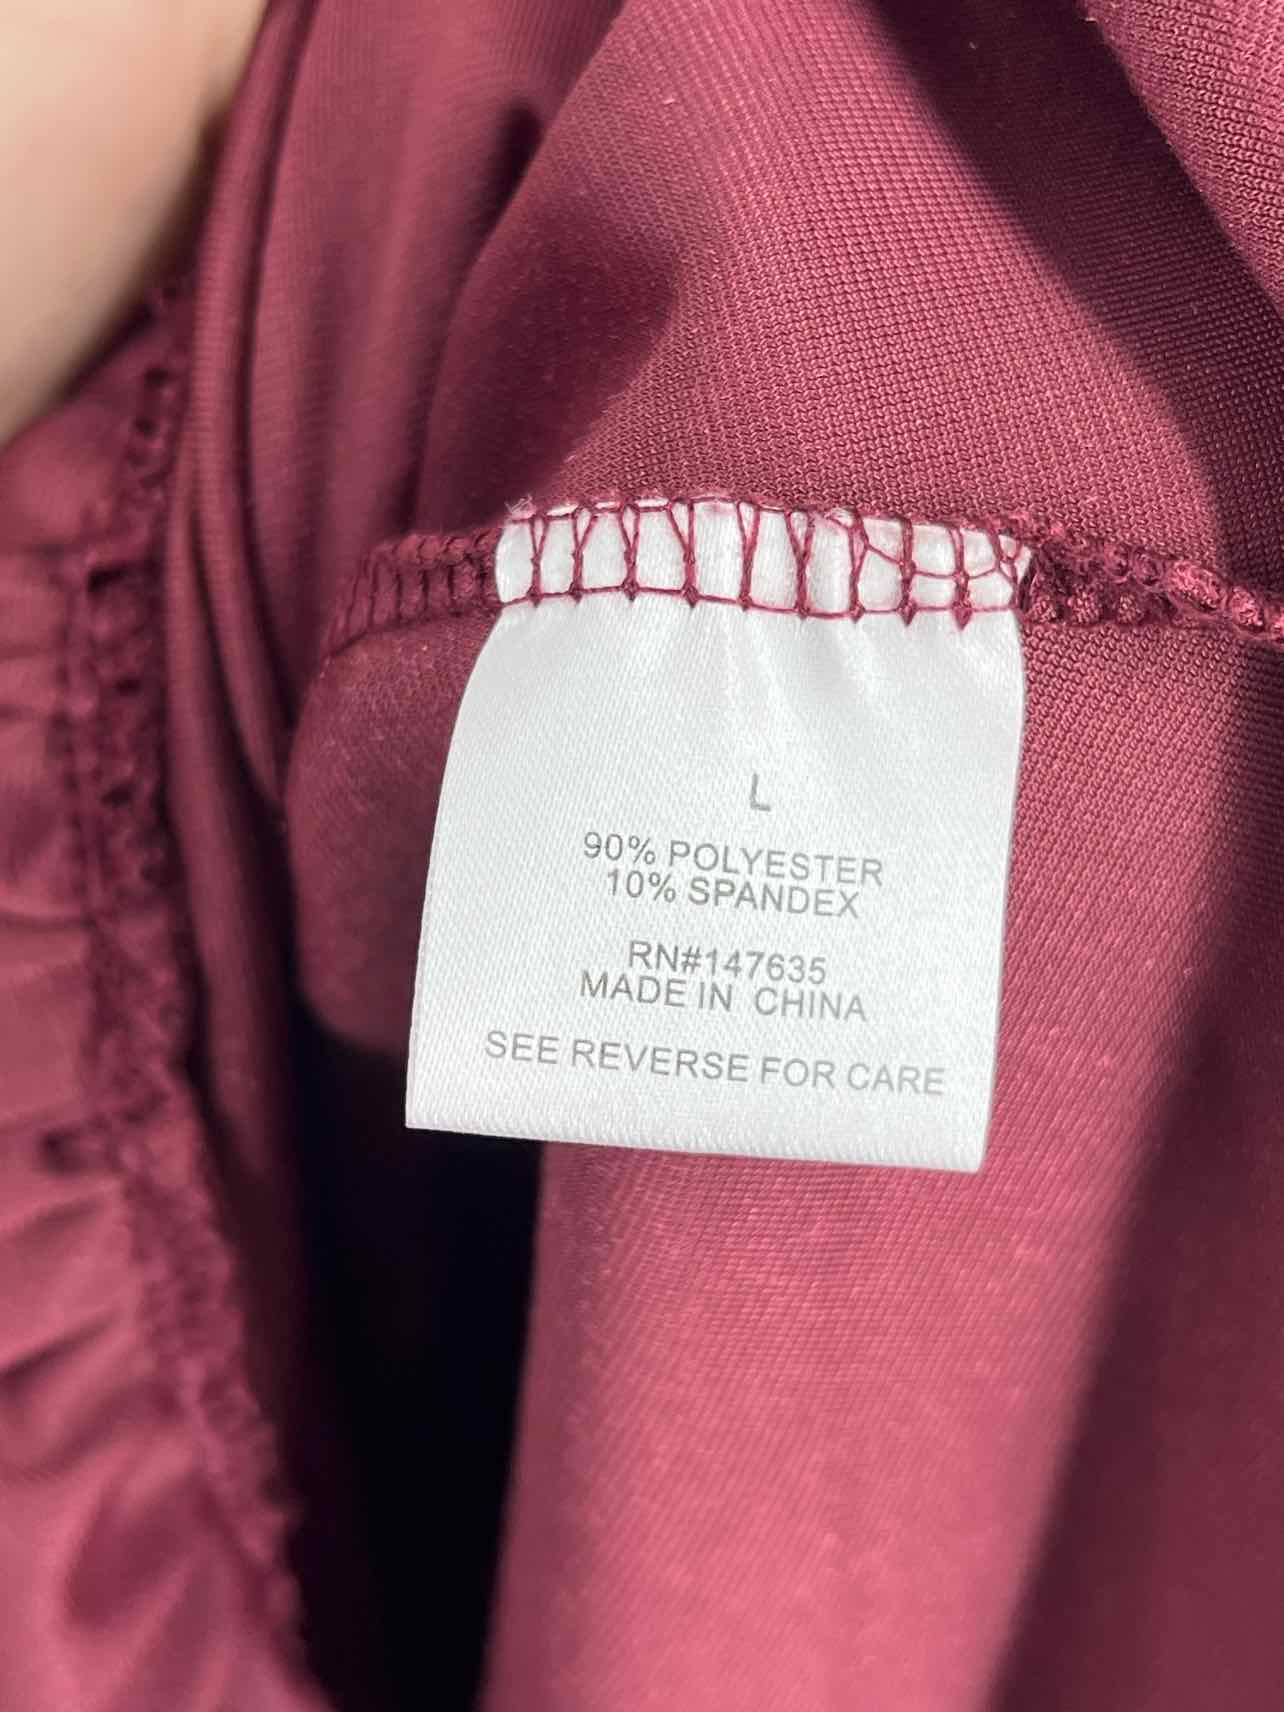 L
90% POLYESTER
10% SPANDEX
RN#147635
MADE IN CHINA
SEE REVERSE FOR CARE